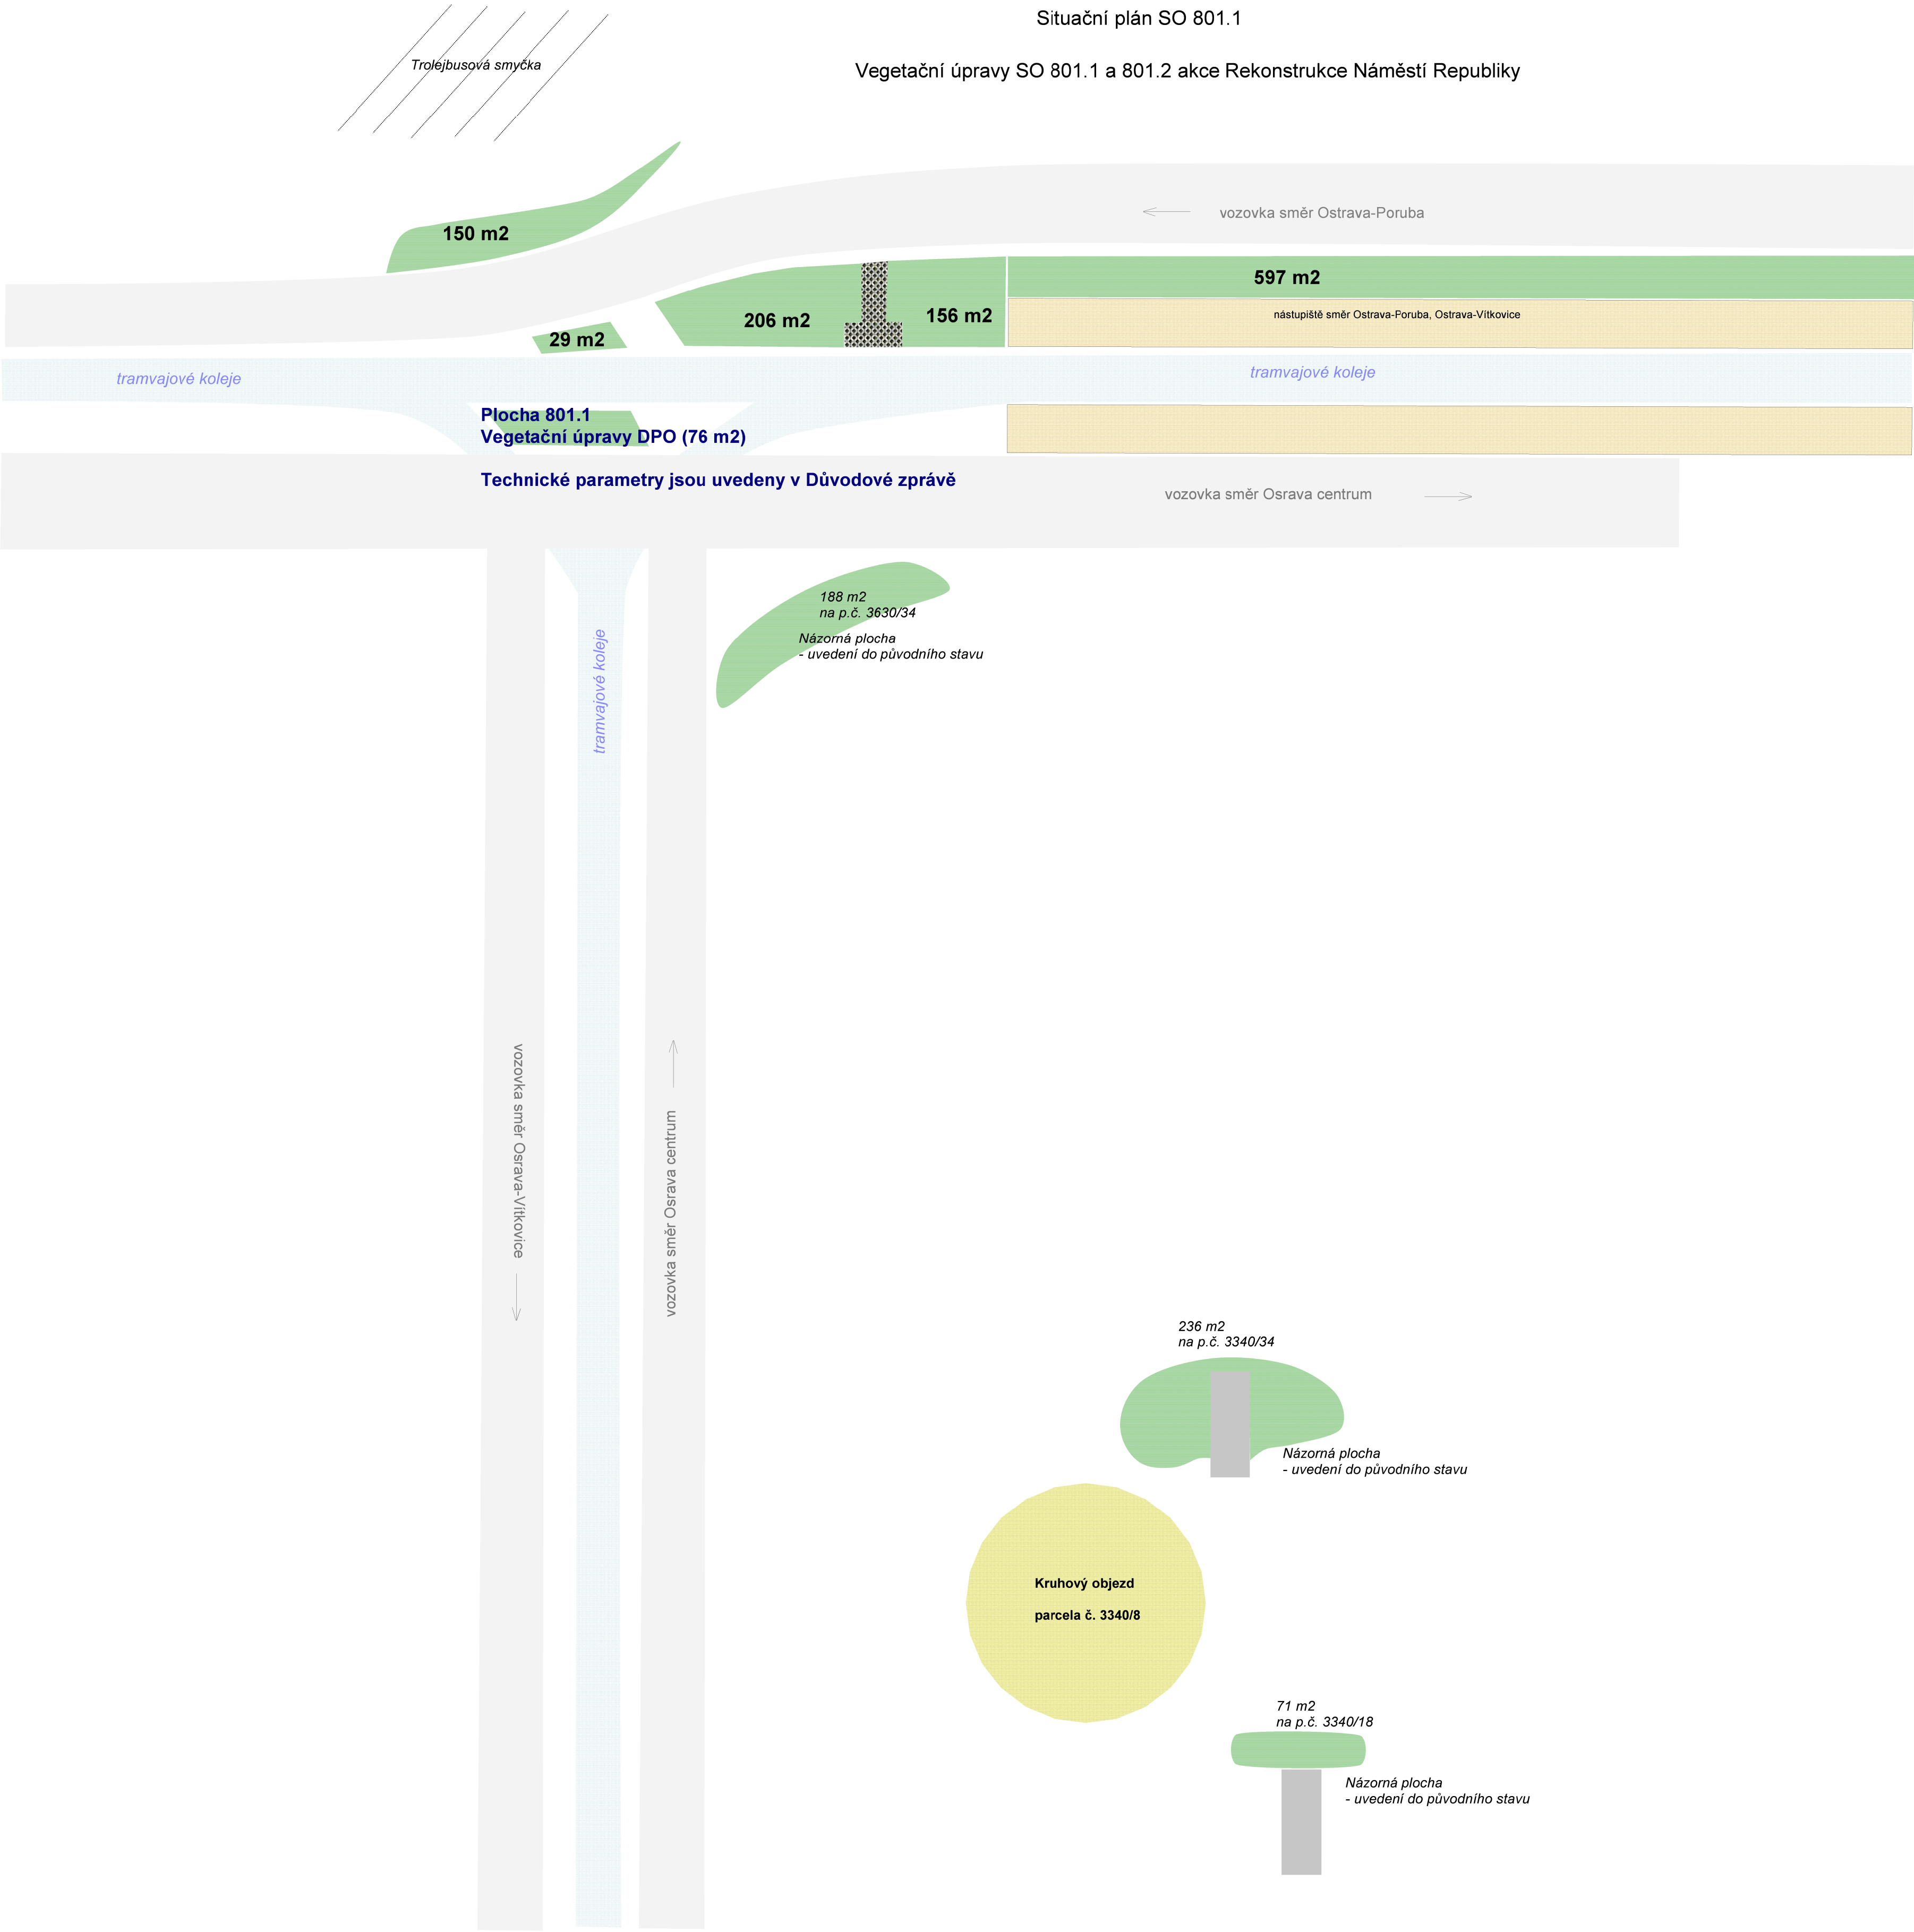 Situační plán SO 801.1
Vegetační úpravy SO 801.1 a 801.2 akce Rekonstrukce Náměstí Republiky
Trolejbusová smyčka
vozovka směr Ostrava-Poruba
150 m2
597 m2
206 m2
156 m2
nástupiště směr Ostrava-Poruba, Ostrava-Vítkovice
29 m2
tramvajové koleje
tramvajové koleje
Plocha 801.1
Vegetační úpravy DPO (76 m2)
Technické parametry jsou uvedeny v Důvodové zprávě
vozovka směr Osrava centrum
188 m2
na p.č. 3630/34
Názorná plocha
- uvedení do původního stavu
tramvajové koleje
vozovka směr Osrava-Vítkovice
vozovka směr Osrava centrum
236 m2
na p.č. 3340/34
Názorná plocha
- uvedení do původního stavu
Kruhový objezd
parcela č. 3340/8
71 m2
na p.č. 3340/18
Názorná plocha
- uvedení do původního stavu